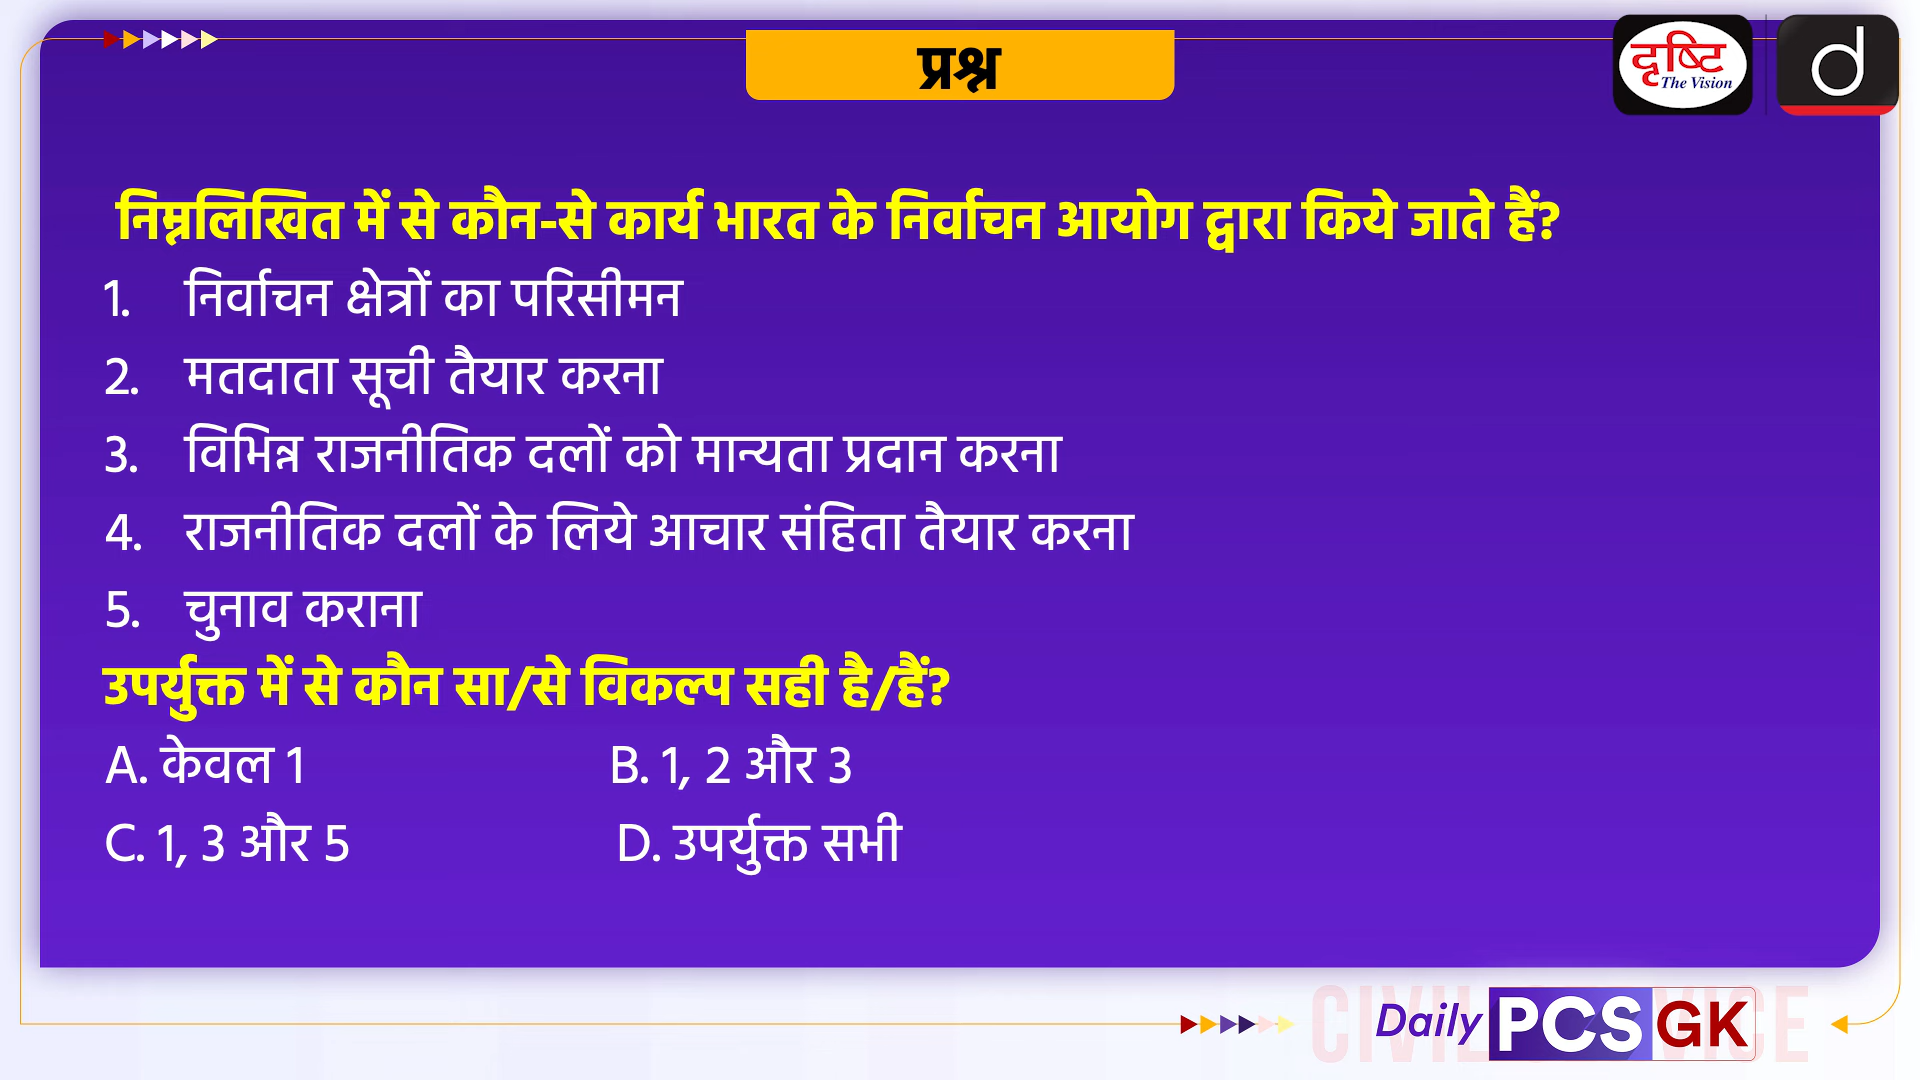 प्रश्न
दृष्टि
The Vision
d
निम्नलिखित में से कौन-से कार्य भारत के निर्वाचन आयोग द्वारा किये जाते हैं?
1. निर्वाचन क्षेत्रों का परिसीमन
2. मतदाता सूची तैयार करना
3. विभिन्न राजनीतिक दलों को मान्यता प्रदान करना
4. राजनीतिक दलों के लिये आचार संहिता तैयार करना
5. चुनाव कराना
उपर्युक्त में से कौन सा/से विकल्प सही है/हैं?
A. केवल 1 B. 1, 2 और 3
C. 1, 3 और 5 D. उपर्युक्त सभी
Daily PCS GK